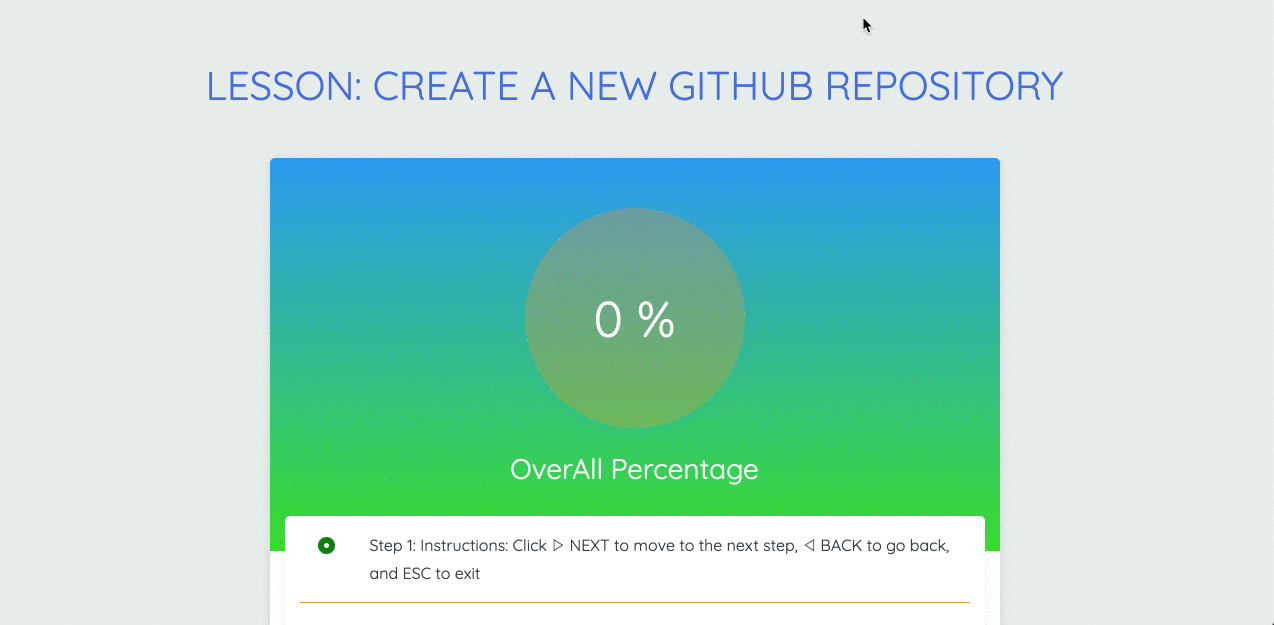 LESSON: CREATE A NEW GITHUB REPOSITORY
0 %
OverAll Percentage
Step 1: Instructions: Click ▷ NEXT to move to the next step, ◁ BACK to go back,
and ESC to exit